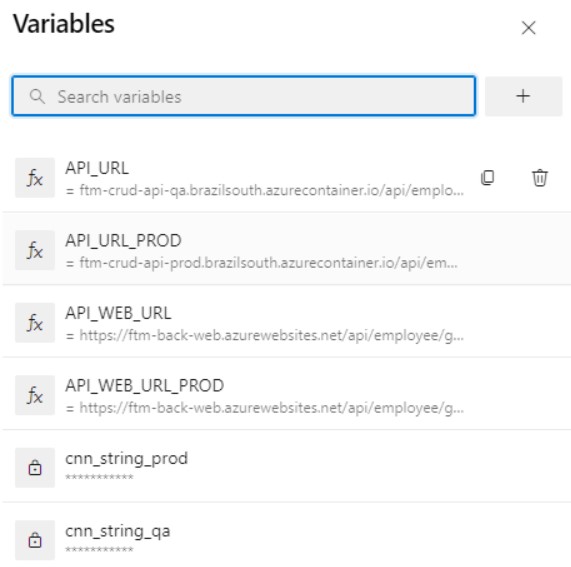 Variables
Search variables
fx API_URL
= ftm-crud-api-qa.brazilsouth.azurecontainer.io/api/emplo...
fx API_URL_PROD
= ftm-crud-api-prod.brazilsouth.azurecontainer.io/api/em...
fx API_WEB_URL
= https://ftm-back-web.azurewebsites.net/api/employee/g...
fx API_WEB_URL_PROD
= https://ftm-back-web.azurewebsites.net/api/employee/g...
cnn_string_prod
***********
cnn_string_qa
***********